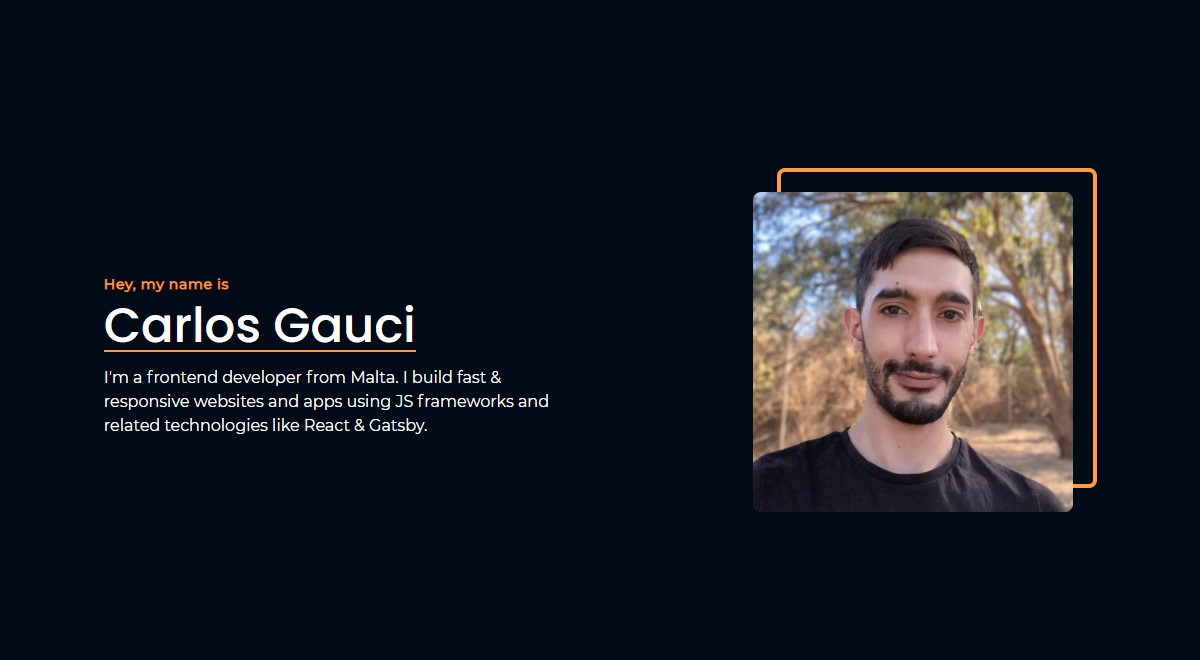 Hey, my name is
Carlos Gauci
I'm a frontend developer from Malta. I build fast &
responsive websites and apps using JS frameworks and
related technologies like React & Gatsby.